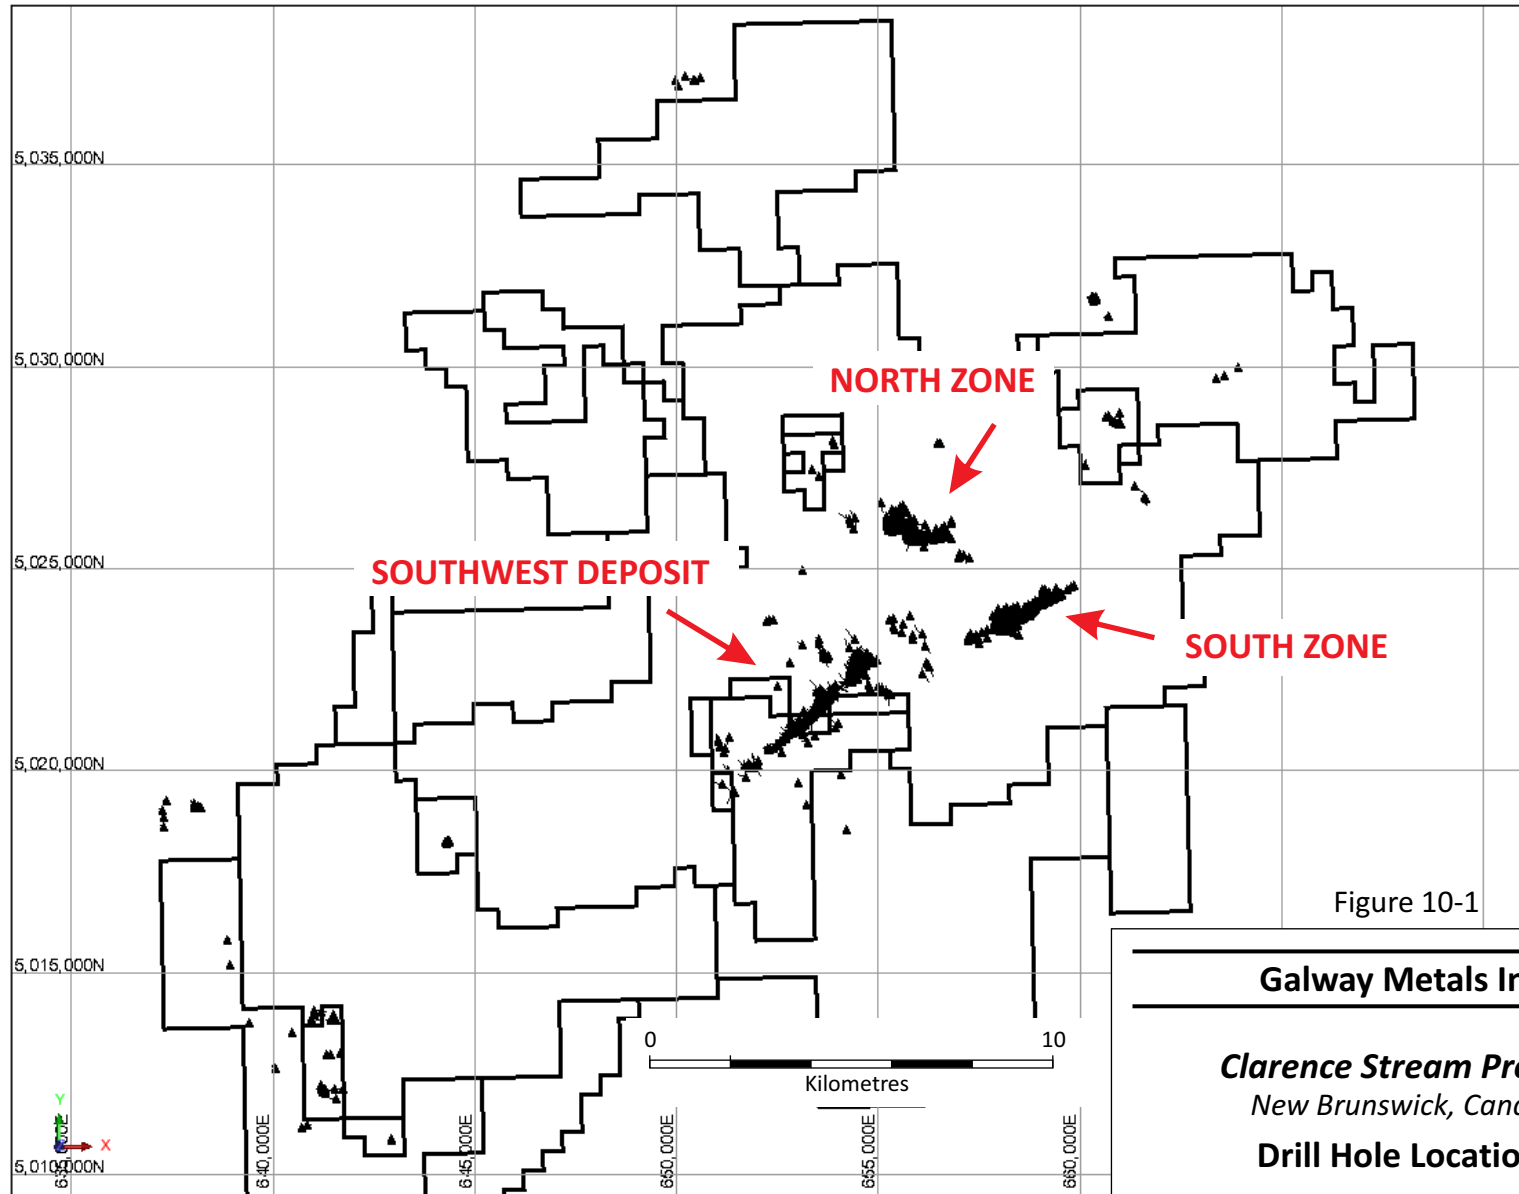 5,035,000N
5,030,000N
NORTH ZONE
SOUTHWEST DEPOSIT
5,025,000N
SOUTH ZONE
5,020,000N
Figure 10-1
5,015,000N
Galway Metals In
0 10
Kilometres
Clarence Stream Pro
New Brunswick, Cana
Drill Hole Locatio
Y
X
640,000E
645,000E
650,000E
655,000E
660,000E
5,010,000N